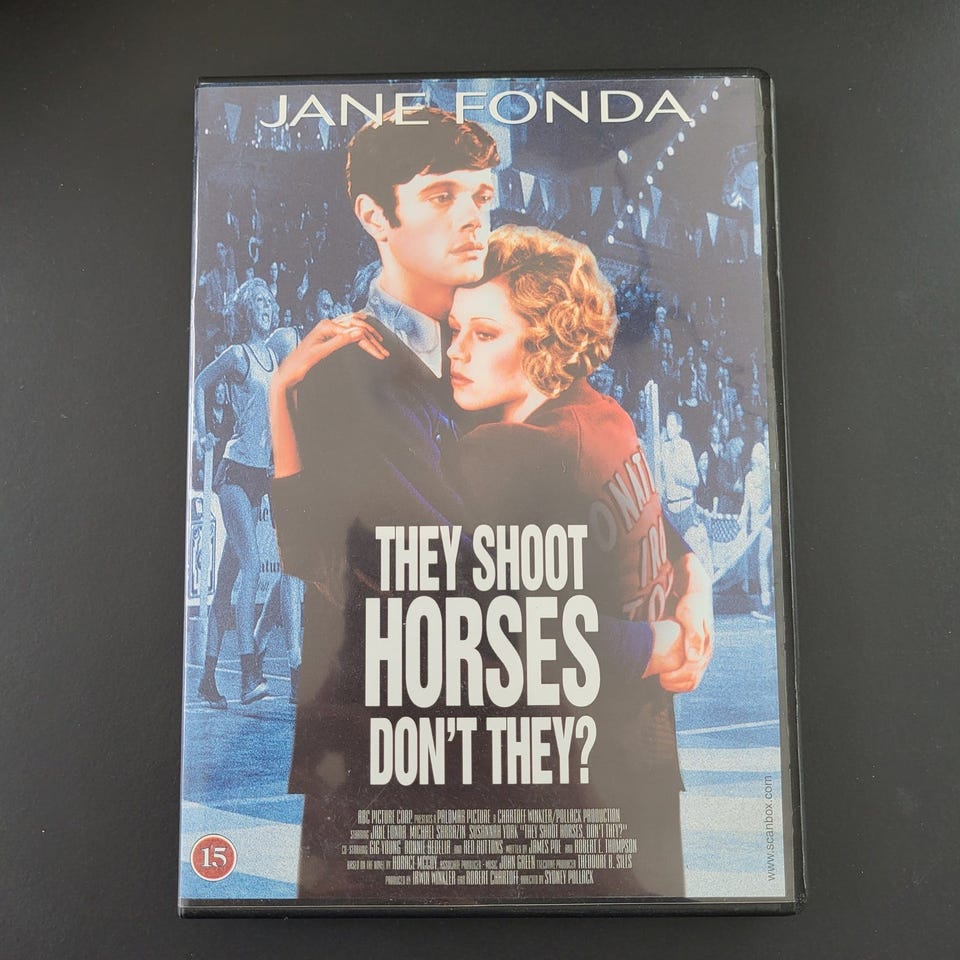 JANE FONDA
THEY SHOOT
HORSES
DON'T THEY?
ABC PICTURE CORP. PRESENTS A PALOMAR PICTURE, A CHARTOFF WINKLER/POLLACK PRODUCTION
STARRING JANE FONDA MICHAEL SARRAZIN SUSANNAH YORK "THEY SHOOT HORSES, DON'T THEY?"
CO-STARRING GIG YOUNG BONNIE BEDELIA AND RED BUTTONS WRITTEN BY JAMES POE AND ROBERT E. THOMPSON
BASED ON THE NOVEL BY HORACE MCCOY ASSOCIATE PRODUCER + MUSIC JOHN GREEN EXECUTIVE PRODUCER THEODORE B. SILLS
PRODUCED BY IRWIN WINKLER AND ROBERT CHARTOFF DIRECTED BY SYDNEY POLLACK
15
www.scanbox.com